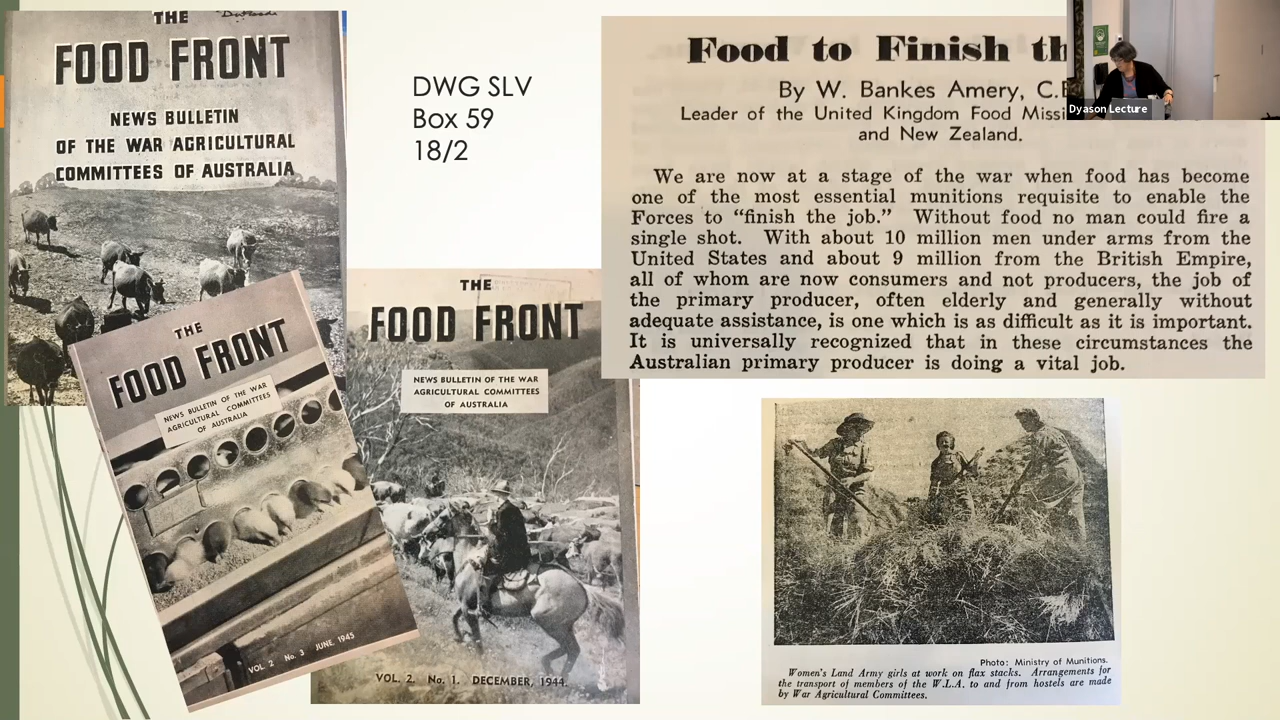 THE
FOOD FRONT
NEWS BULLETIN
OF THE WAR AGRICULTURAL
COMMITTEES OF AUSTRALIA
THE
FOOD FRONT
NEWS BULLETIN OF THE WAR
AGRICULTURAL COMMITTEES
OF AUSTRALIA
VOL. 2 No. 3 JUNE, 1945
DWG SLV
Box 59
18/2
THE
FOOD FRONT
NEWS BULLETIN OF THE WAR
AGRICULTURAL COMMITTEES
OF AUSTRALIA
VOL. 2. No. 1. DECEMBER, 1944.
Food to Finish th
By W. Bankes Amery, C.
Leader of the United Kingdom Food Missi
and New Zealand.
We are now at a stage of the war when food has become
one of the most essential munitions requisite to enable the
Forces to “finish the job.” Without food no man could fire a
single shot. With about 10 million men under arms from the
United States and about 9 million from the British Empire,
all of whom are now consumers and not producers, the job of
the primary producer, often elderly and generally without
adequate assistance, is one which is as difficult as it is important.
It is universally recognized that in these circumstances the
Australian primary producer is doing a vital job.
Dyason Lecture
Photo: Ministry of Munitions.
Women's Land Army girls at work on flax stacks. Arrangements for
the transport of members of the W.L.A. to and from hostels are made
by War Agricultural Committees.